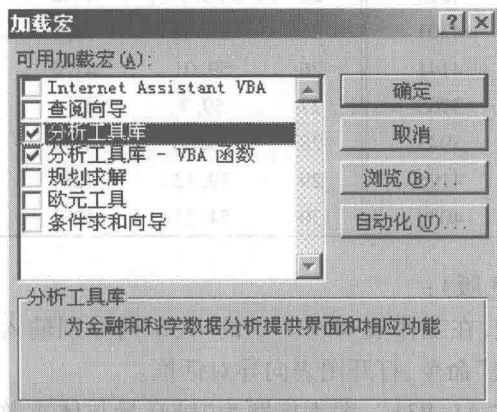 加载宏
可用加载宏(A):
Internet Assistant VBA
查阅向导
分析工具库
分析工具库 - VBA 函数
规划求解
欧元工具
条件求和向导
确定
取消
浏览(B)...
自动化(U)...
分析工具库
为金融和科学数据分析提供界面和相应功能